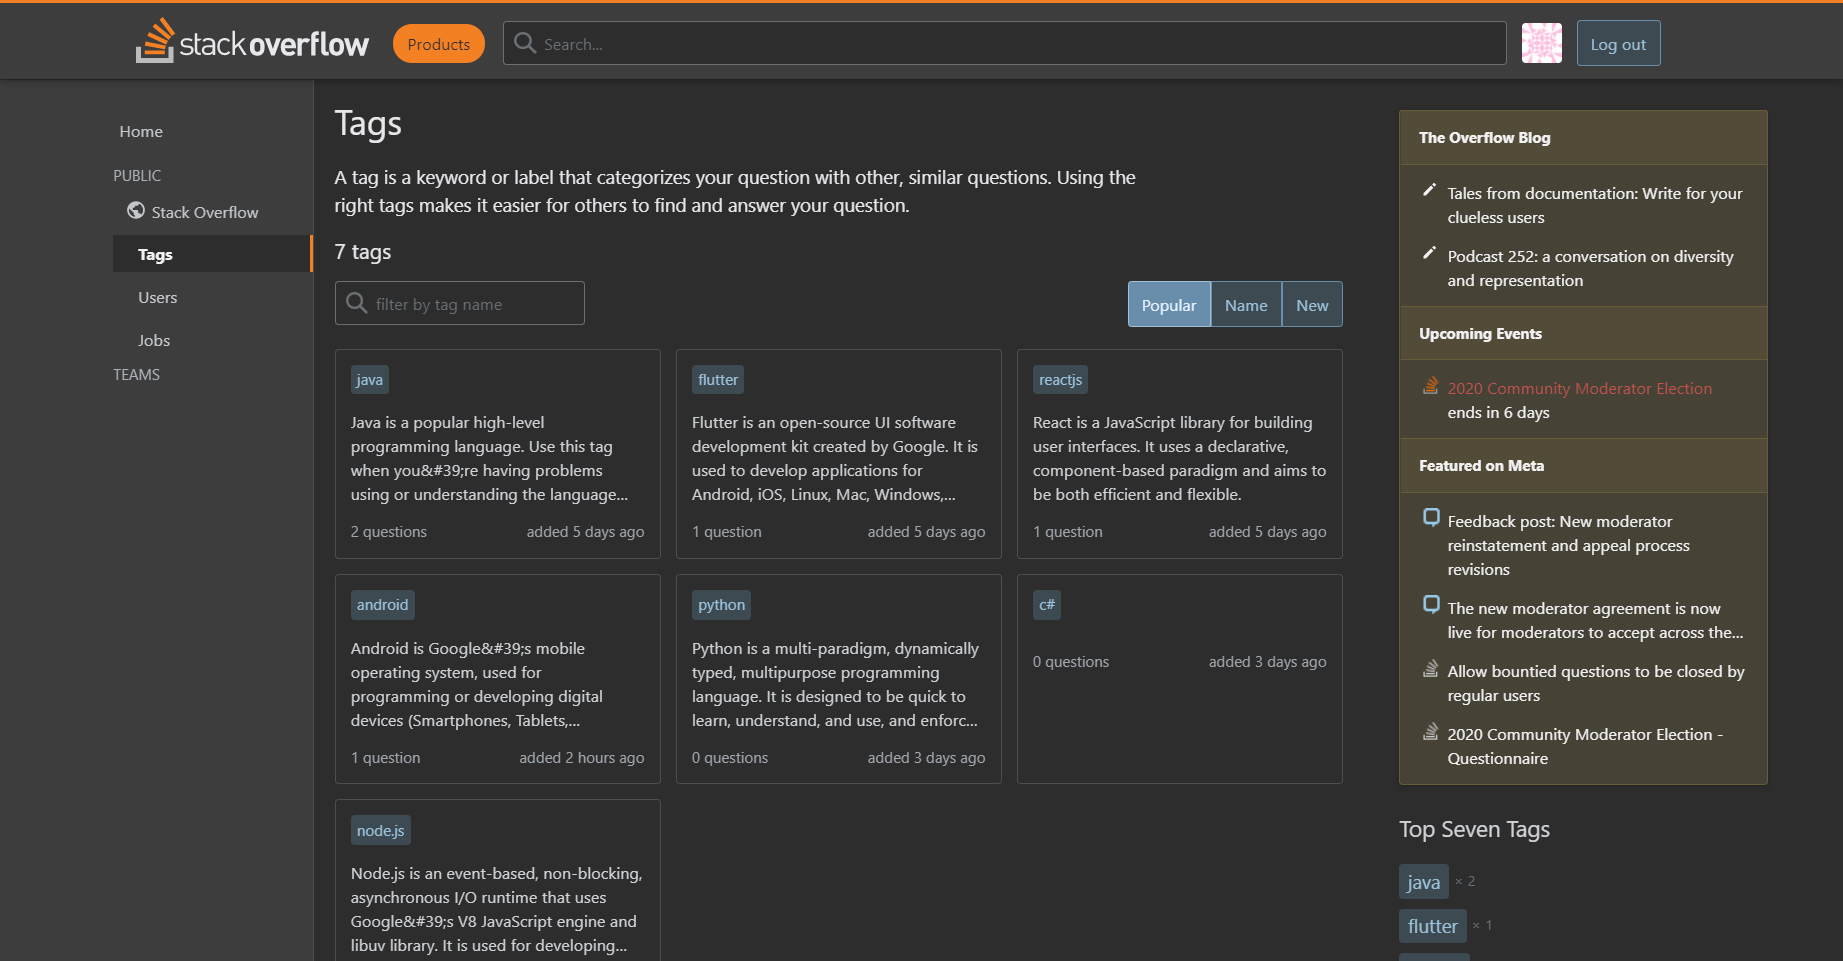 stackoverflow
Products
Search...
Log out
Home
PUBLIC
Stack Overflow
Tags
Users
Jobs
TEAMS
Tags
A tag is a keyword or label that categorizes your question with other, similar questions. Using the
right tags makes it easier for others to find and answer your question.
7 tags
filter by tag name
Popular
Name
New
java
Java is a popular high-level
programming language. Use this tag
when you&#39;re having problems
using or understanding the language...
2 questions
added 5 days ago
flutter
Flutter is an open-source UI software
development kit created by Google. It is
used to develop applications for
Android, iOS, Linux, Mac, Windows,...
1 question
added 5 days ago
reactjs
React is a JavaScript library for building
user interfaces. It uses a declarative,
component-based paradigm and aims to
be both efficient and flexible.
1 question
added 5 days ago
android
Android is Google&#39;s mobile
operating system, used for
programming or developing digital
devices (Smartphones, Tablets,...
1 question
added 2 hours ago
python
Python is a multi-paradigm, dynamically
typed, multipurpose programming
language. It is designed to be quick to
learn, understand, and use, and enforc...
0 questions
added 3 days ago
c#
0 questions
added 3 days ago
node.js
Node.js is an event-based, non-blocking,
asynchronous I/O runtime that uses
Google&#39;s V8 JavaScript engine and
libuv library. It is used for developing...
The Overflow Blog
Tales from documentation: Write for your
clueless users
Podcast 252: a conversation on diversity
and representation
Upcoming Events
2020 Community Moderator Election
ends in 6 days
Featured on Meta
Feedback post: New moderator
reinstatement and appeal process
revisions
The new moderator agreement is now
live for moderators to accept across the...
Allow bountied questions to be closed by
regular users
2020 Community Moderator Election -
Questionnaire
Top Seven Tags
java × 2
flutter × 1